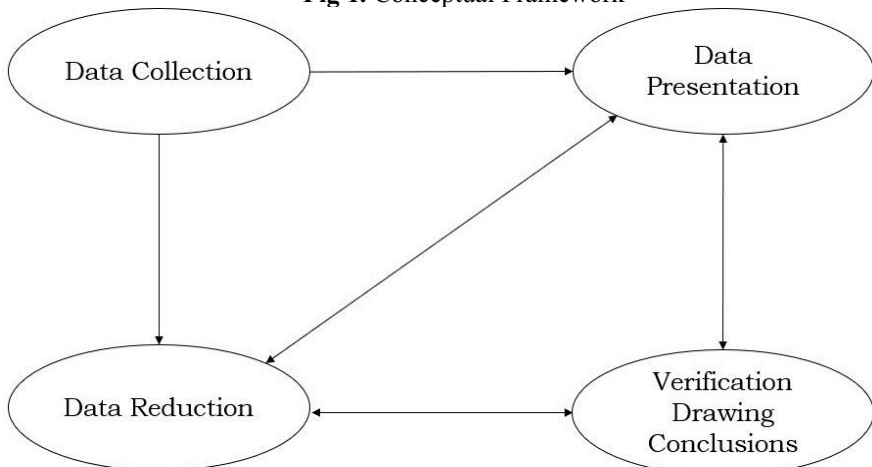 Fig 1. Conceptual Framework
Data Collection
Data
Presentation
Data Reduction
Verification
Drawing
Conclusions